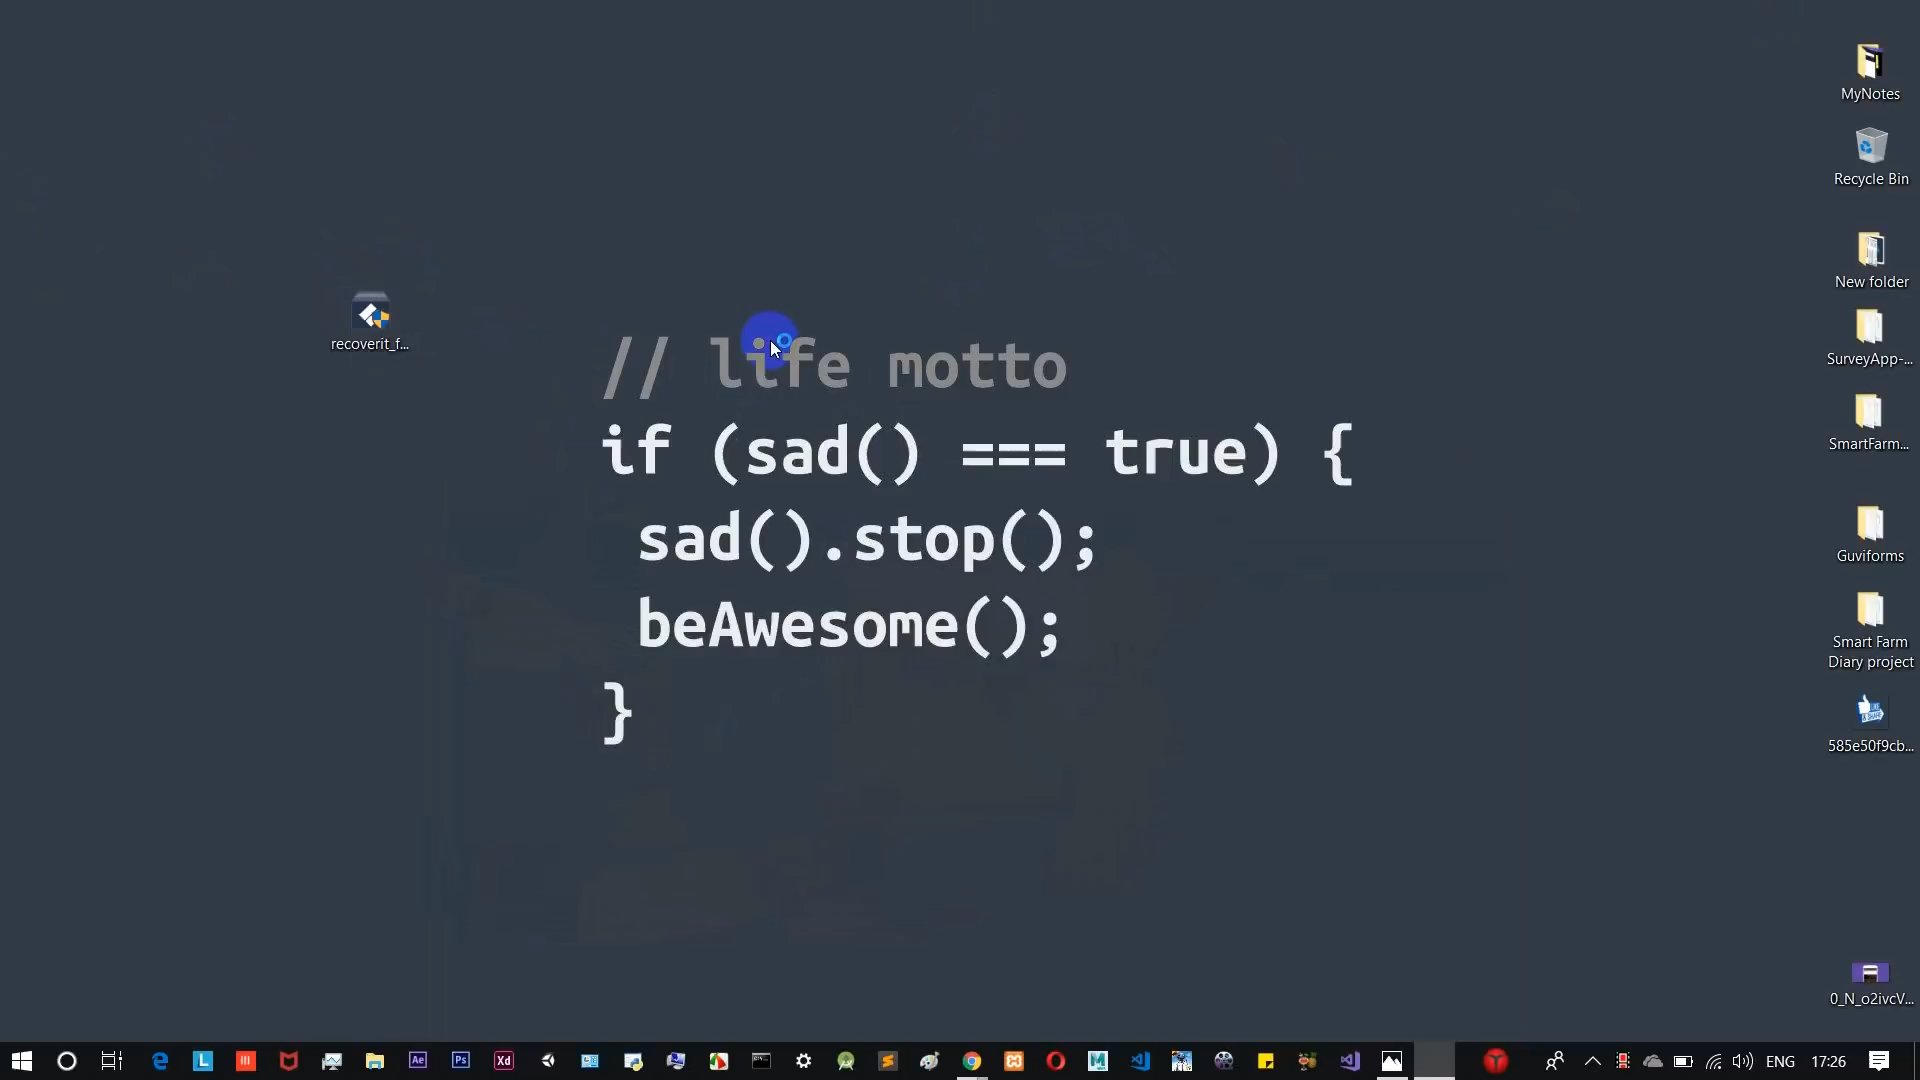 MyNotes
Recycle Bin
New folder
recoverit_f...
SurveyApp-...
// life motto
if (sad() === true) {
sad().stop();
beAwesome();
}
SmartFarm...
Guviforms
Smart Farm
Diary project
585e50f9cb...
0_N_o2ivcV...
ENG
17:26